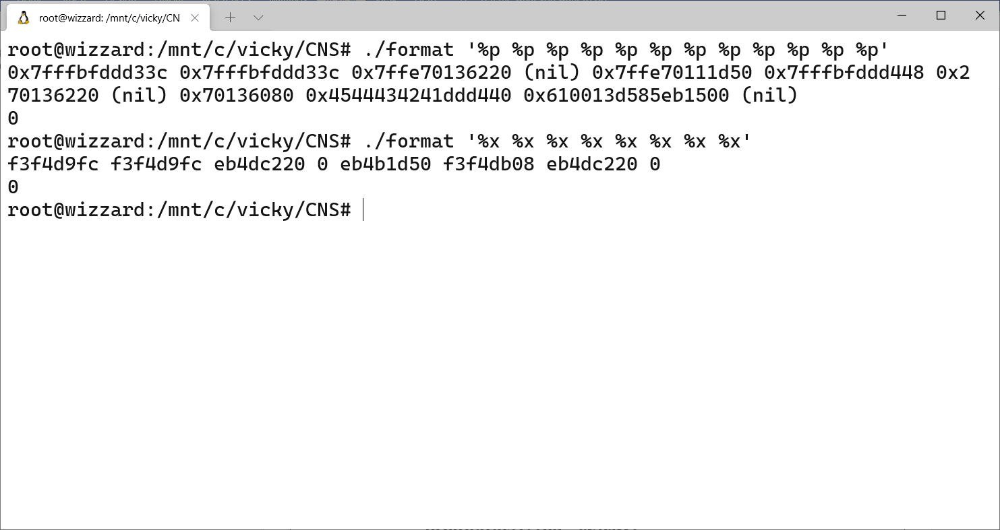 root@wizzard: /mnt/c/vicky/CN
root@wizzard:/mnt/c/vicky/CNS# ./format '%p %p %p %p %p %p %p %p %p %p %p %p'
0x7fffbfddd33c 0x7fffbfddd33c 0x7ffe70136220 (nil) 0x7ffe70111d50 0x7fffbfddd448 0x2
70136220 (nil) 0x70136080 0x4544434241ddd440 0x610013d585eb1500 (nil)
0
root@wizzard:/mnt/c/vicky/CNS# ./format '%x %x %x %x %x %x %x %x'
f3f4d9fc f3f4d9fc eb4dc220 0 eb4b1d50 f3f4db08 eb4dc220 0
0
root@wizzard:/mnt/c/vicky/CNS#